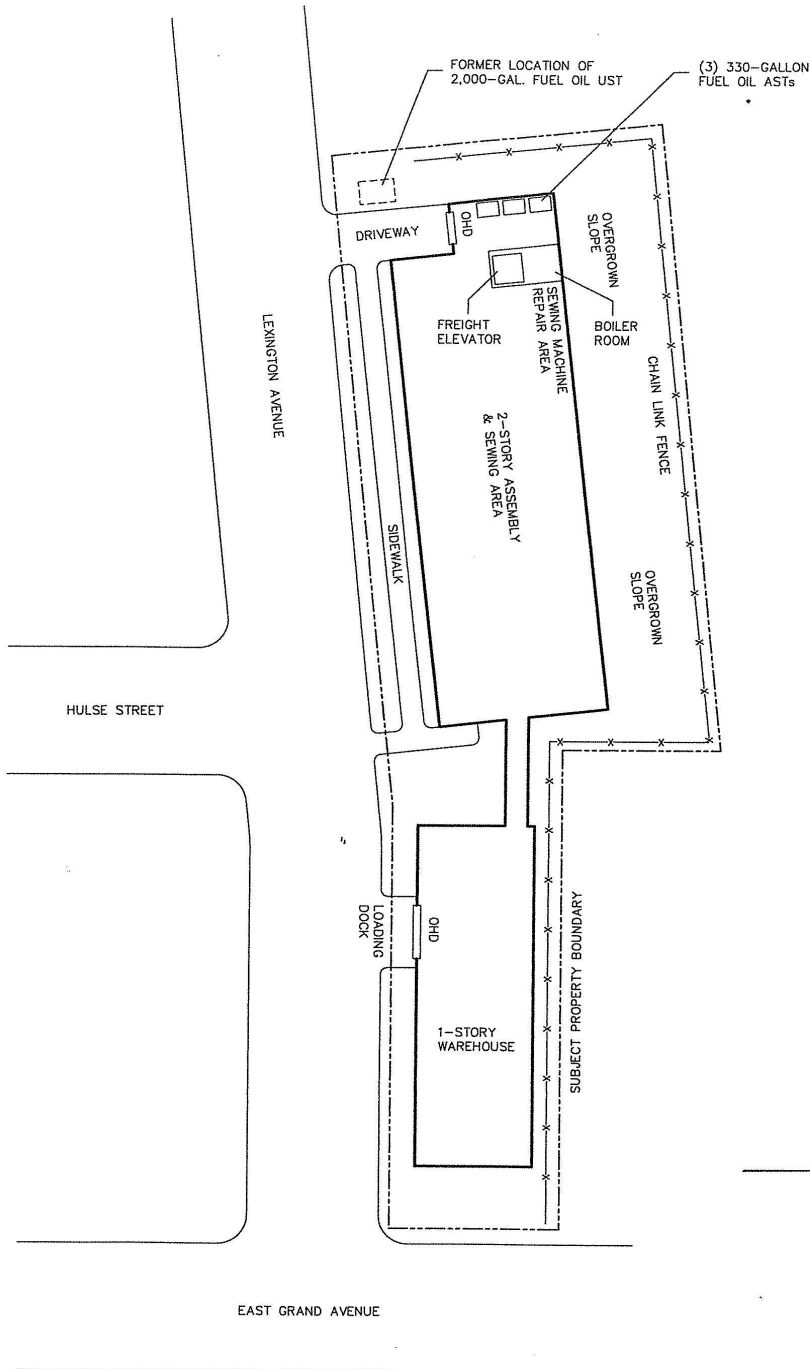 FORMER LOCATION OF
2,000-GAL. FUEL OIL UST
(3) 330-GALLON
FUEL OIL ASTs
DRIVEWAY
OHD
OVERGROWN
SLOPE
FREIGHT
ELEVATOR
SEWING MACHINE
REPAIR AREA
BOILER
ROOM
LEXINGTON AVENUE
CHAIN LINK FENCE
2-STORY ASSEMBLY
& SEWING AREA
SIDEWALK
OVERGROWN
SLOPE
HULSE STREET
LOADING
DOCK
OHD
SUBJECT PROPERTY BOUNDARY
1-STORY
WAREHOUSE
EAST GRAND AVENUE